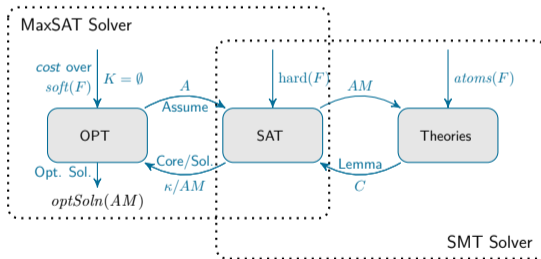 MaxSAT Solver
cost over
soft(F)
K = ∅
A
Assume
hard(F)
AM
atoms(F)
OPT
SAT
Theories
Opt. Sol.
Core/Sol.
κ/AM
Lemma
C
optSoln(AM)
SMT Solver